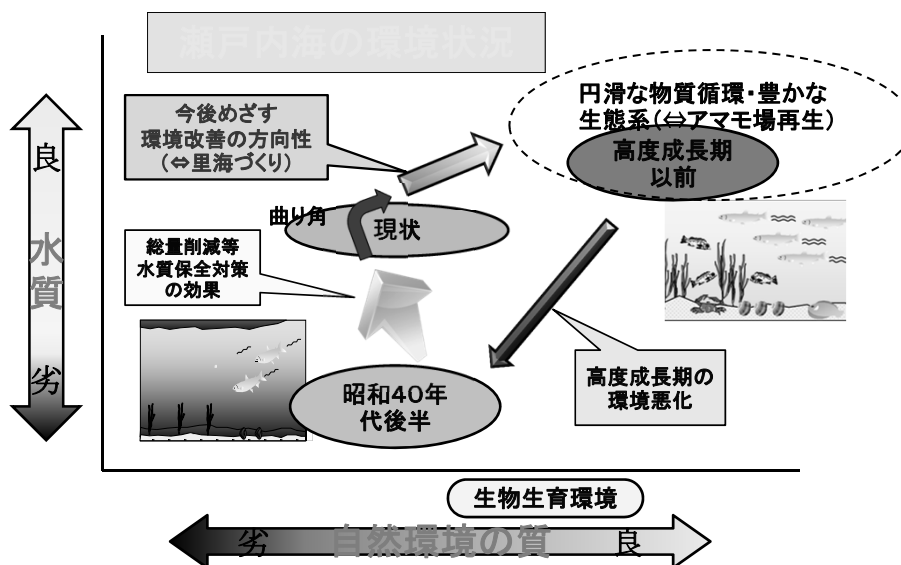 瀬戸内海の環境状況
円滑な物質循環・豊かな
生態系(⇔アマモ場再生)
高度成長期
以前
今後めざす
環境改善の方向性
(⇔里海づくり)
曲り角
現状
総量削減等
水質保全対策
の効果
良
水質
劣
昭和40年
代後半
高度成長期の
環境悪化
生物生育環境
劣 自然環境の質 良